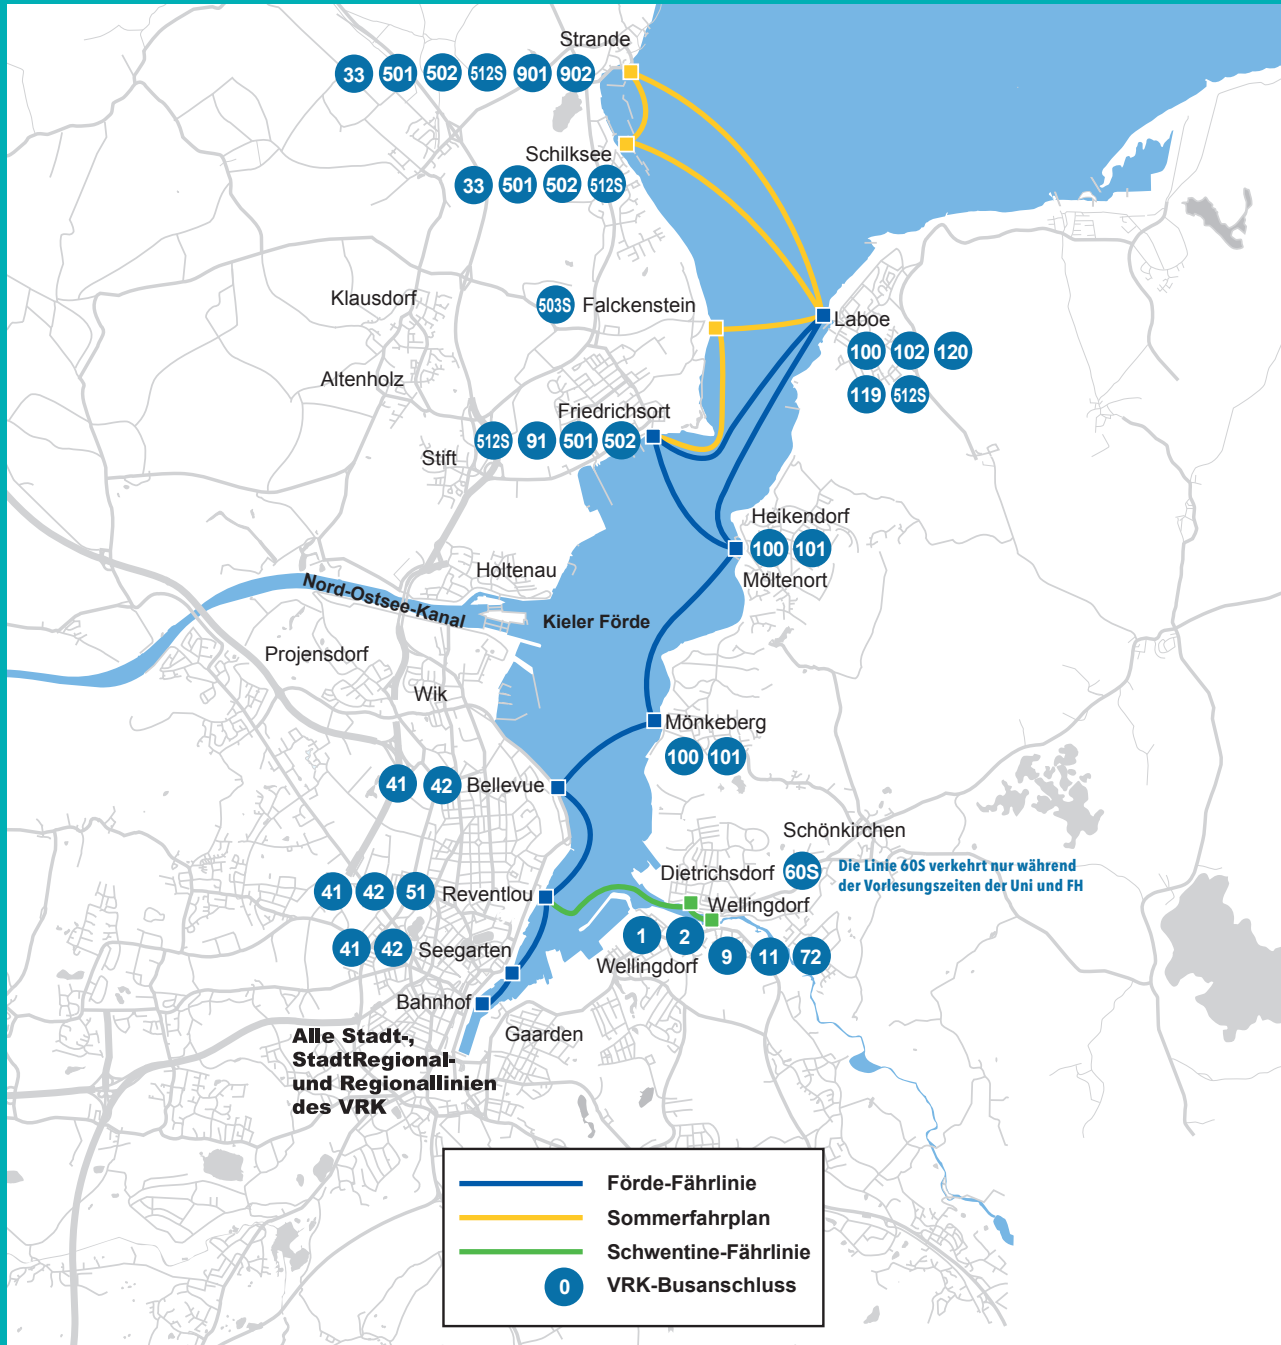 Strande
33 501 502 512S 901 902
Schilksee
33 501 502 512S
Klausdorf
503S Falckenstein
Laboe
100 102 120
119 512S
Altenholz
Friedrichsort
512S 91 501 502
Stift
Heikendorf
100 101
Möltenort
Holtenau
Nord-Ostsee-Kanal
Kieler Förde
Projensdorf
Wik
Mönkeberg
100 101
41 42 Bellevue
Schönkirchen
Dietrichsdorf 60S
Die Linie 60S verkehrt nur während
der Vorlesungszeiten der Uni und FH
41 42 51 Reventlou
Wellingdorf
1 2
41 42 Seegarten
Wellingdorf
9 11 72
Bahnhof
Gaarden
Alle Stadt-,
StadtRegional-
und Regionallinien
des VRK
Förde-Fährlinie
Sommerfahrplan
Schwentine-Fährlinie
0 VRK-Busanschluss